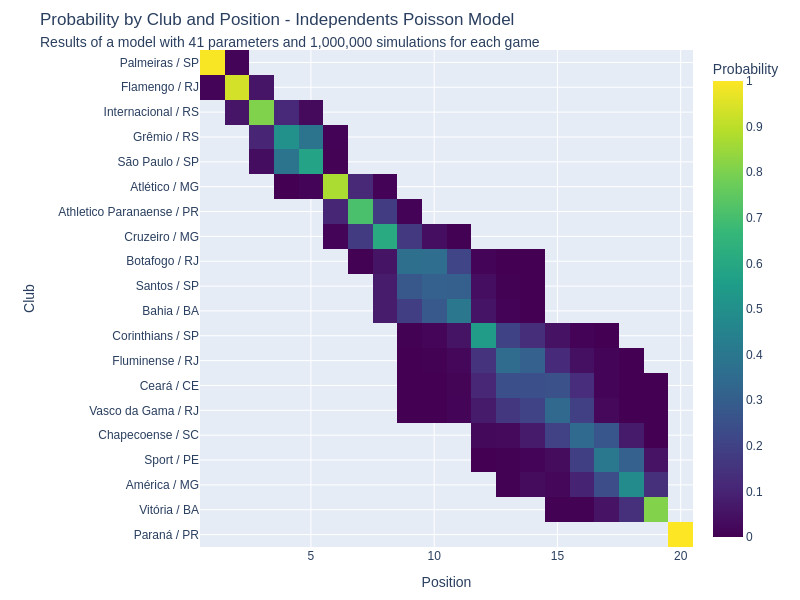 Probability by Club and Position - Independents Poisson Model
Results of a model with 41 parameters and 1,000,000 simulations for each game
Probability
Palmeiras / SP
Flamengo / RJ
Internacional / RS
Grêmio / RS
São Paulo / SP
Atlético / MG
Athletico Paranaense / PR
Cruzeiro / MG
Botafogo / RJ
Santos / SP
Bahia / BA
Corinthians / SP
Fluminense / RJ
Ceará / CE
Vasco da Gama / RJ
Chapecoense / SC
Sport / PE
América / MG
Vitória / BA
Paraná / PR
Club
5
10
15
20
Position
1
0.9
0.8
0.7
0.6
0.5
0.4
0.3
0.2
0.1
0